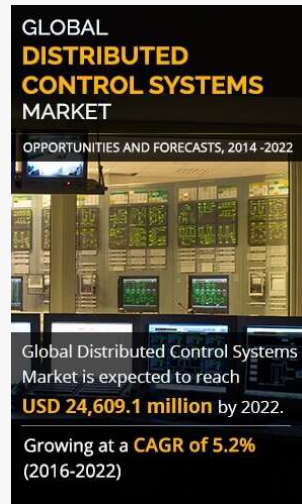 GLOBAL
DISTRIBUTED
CONTROL SYSTEMS
MARKET
OPPORTUNITIES AND FORECASTS, 2014 -2022
Global Distributed Control Systems
Market is expected to reach
USD 24,609.1 million by 2022.
Growing at a CAGR of 5.2%
(2016-2022)